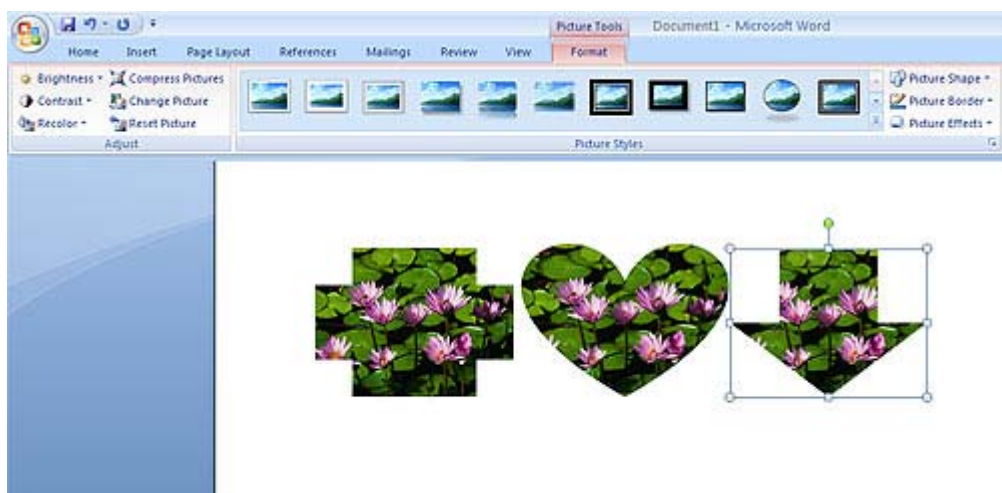 Picture Tools Document1 - Microsoft Word
Home Insert Page Layout References Mailings Review View Format
Brightness Compress Pictures Picture Shape
Contrast Change Picture Picture Border
Recolor Reset Picture Picture Effects
Adjust Picture Styles